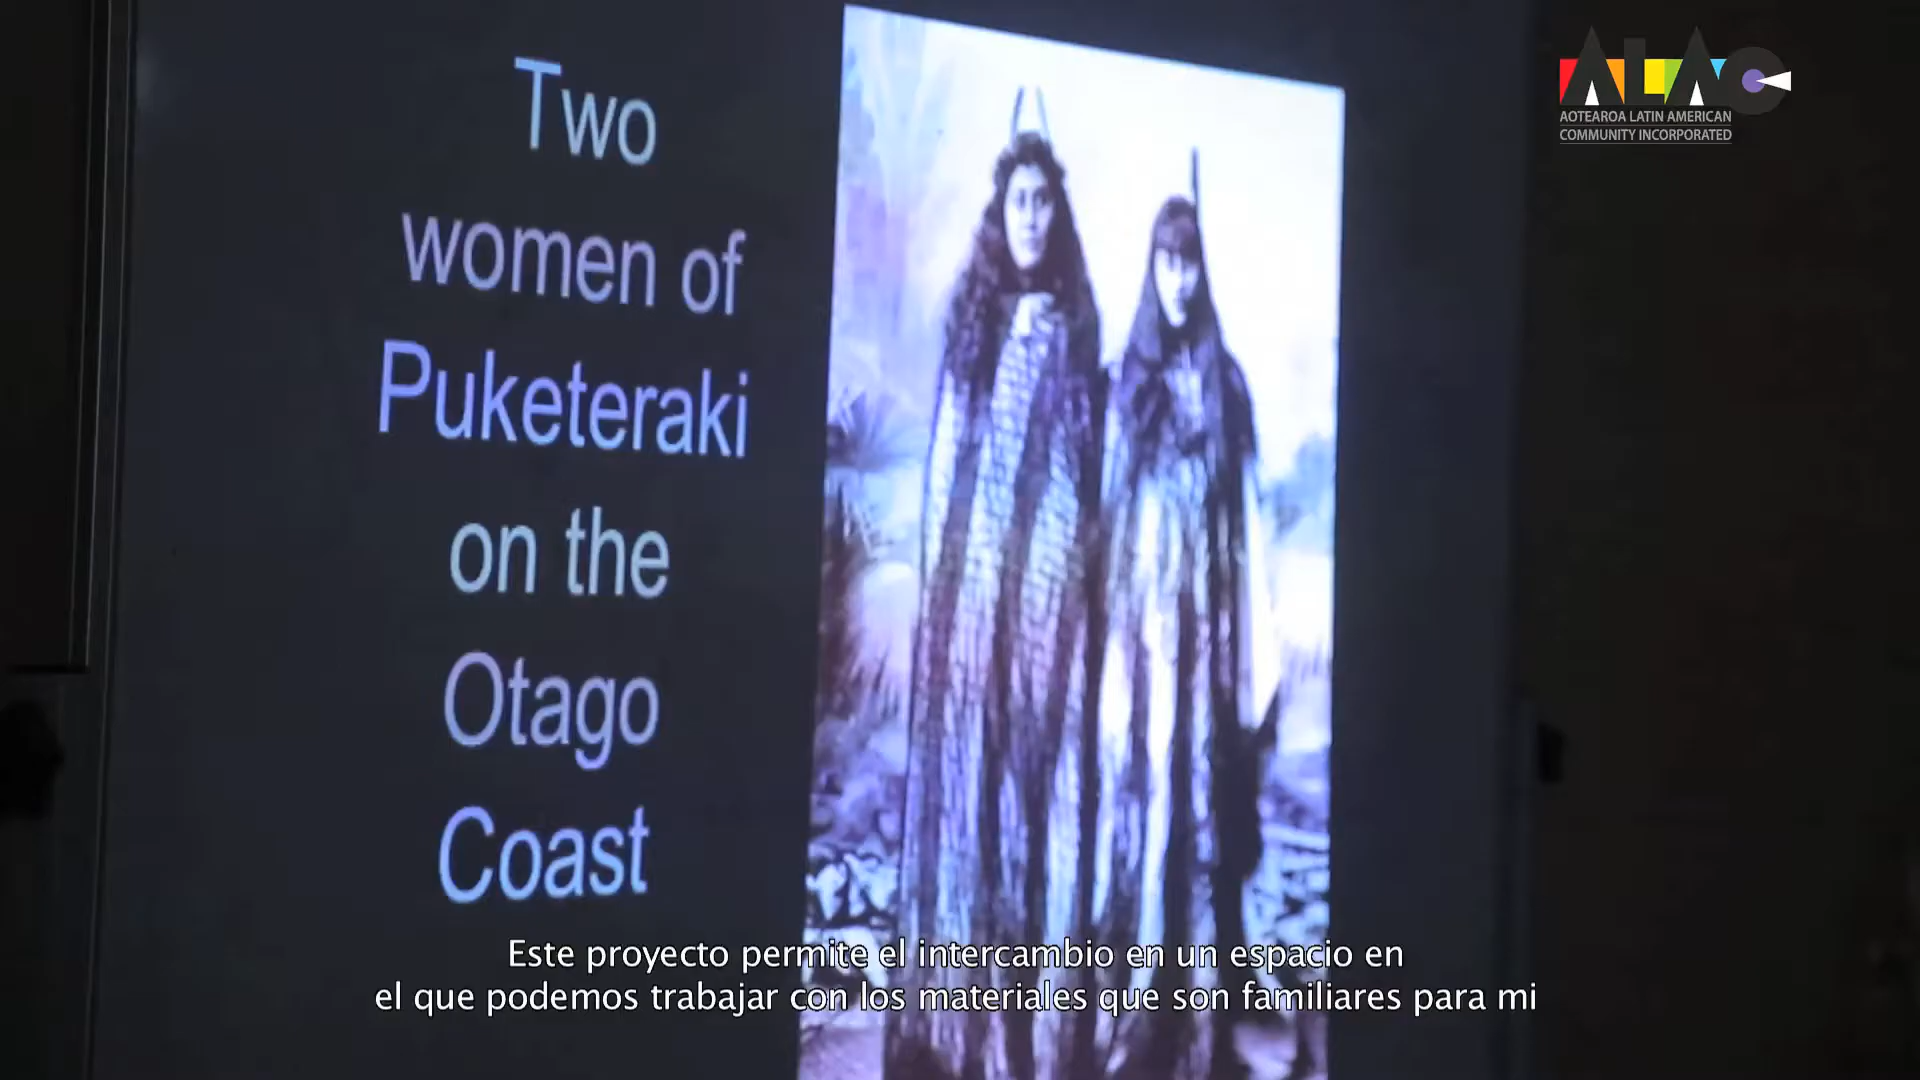 Two
women of
Puketeraki
on the
Otago
Coast
ALAC
AOTEAROA LATIN AMERICAN
COMMUNITY INCORPORATED
Este proyecto permite el intercambio en un espacio en
el que podemos trabajar con los materiales que son familiares para mi